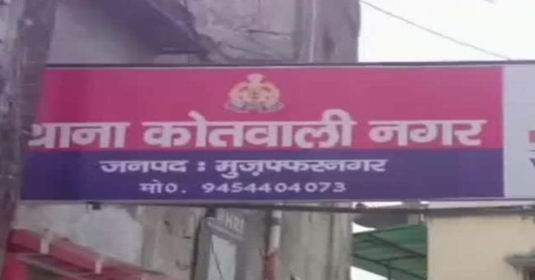 थाना कोतवाली नगर
जनपद : मुज़फ्फरनगर
मो0. 9454404073